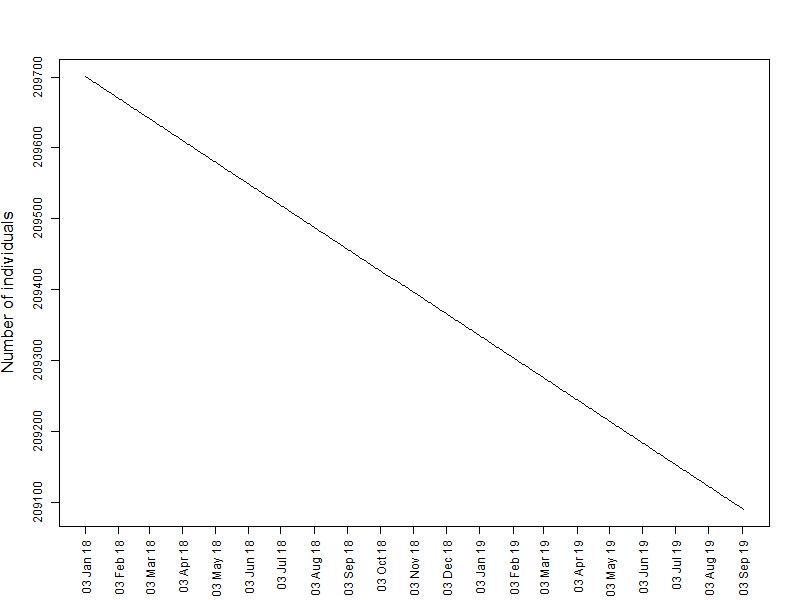 Number of individuals
209700
209600
209500
209400
209300
209200
209100
03 Jan 18
03 Feb 18
03 Mar 18
03 Apr 18
03 May 18
03 Jun 18
03 Jul 18
03 Aug 18
03 Sep 18
03 Oct 18
03 Nov 18
03 Dec 18
03 Jan 19
03 Feb 19
03 Mar 19
03 Apr 19
03 May 19
03 Jun 19
03 Jul 19
03 Aug 19
03 Sep 19